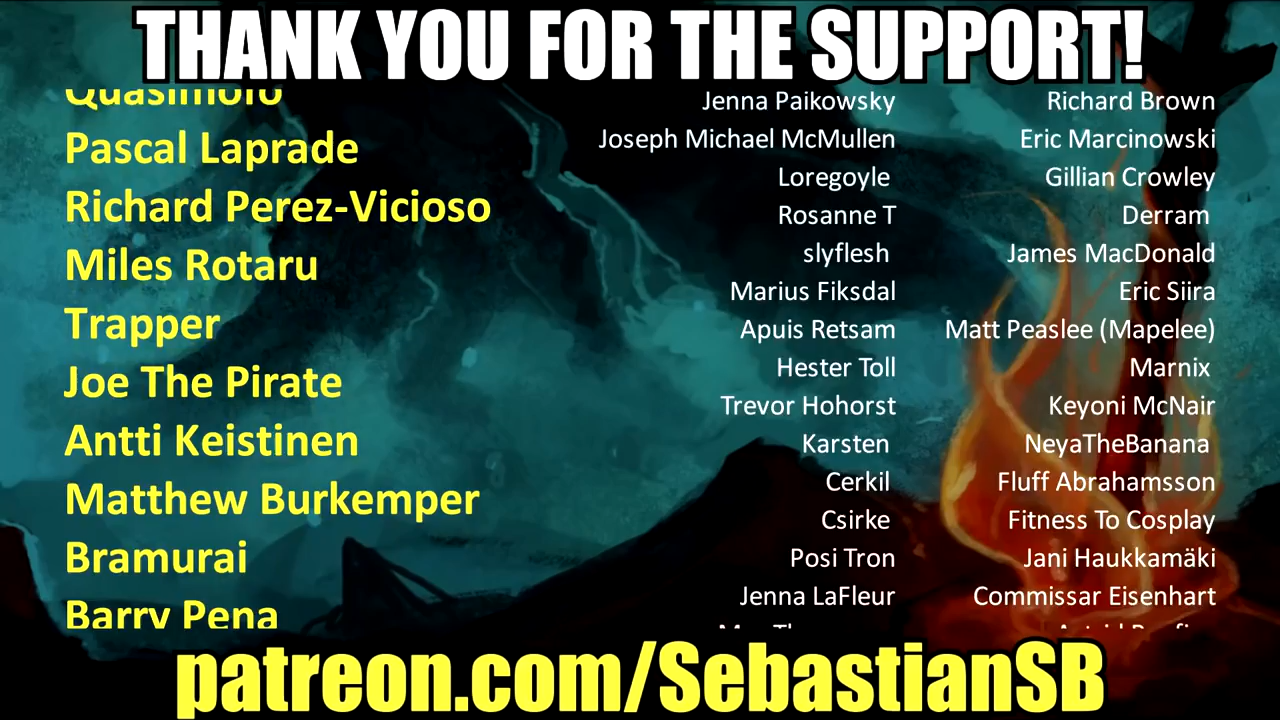 THANK YOU FOR THE SUPPORT!
Quasimoto
Pascal Laprade
Richard Perez-Vicioso
Miles Rotaru
Trapper
Joe The Pirate
Antti Keistinen
Matthew Burkemper
Bramurai
Barry Pena
Jenna Paikowsky
Joseph Michael McMullen
Loregoyle
Rosanne T
slyflesh
Marius Fiksdal
Apuis Retsam
Hester Toll
Trevor Hohorst
Karsten
Cerkil
Csirke
Posi Tron
Jenna LaFleur
Richard Brown
Eric Marcinowski
Gillian Crowley
Derram
James MacDonald
Eric Siira
Matt Peaslee (Mapelee)
Marnix
Keyoni McNair
NeyaTheBanana
Fluff Abrahamsson
Fitness To Cosplay
Jani Haukkamäki
Commissar Eisenhart
patreon.com/SebastianSB